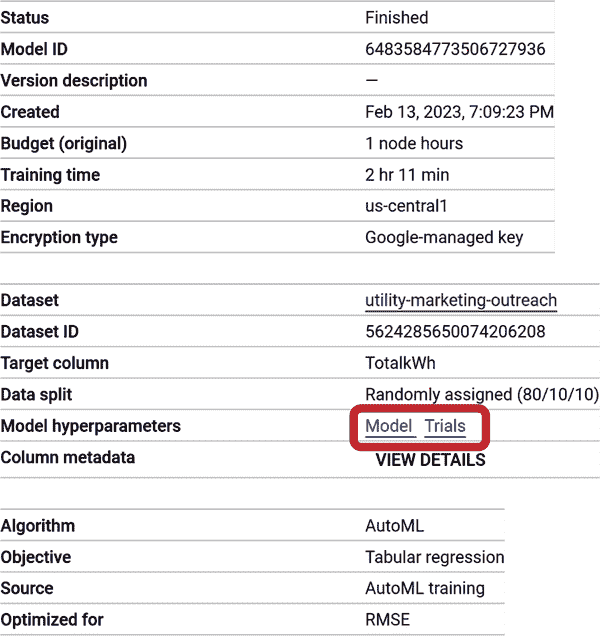 Status Finished
Model ID 6483584773506727936
Version description —
Created Feb 13, 2023, 7:09:23 PM
Budget (original) 1 node hours
Training time 2 hr 11 min
Region us-central1
Encryption type Google-managed key
Dataset utility-marketing-outreach
Dataset ID 5624285650074206208
Target column TotalkWh
Data split Randomly assigned (80/10/10)
Model hyperparameters Model Trials
Column metadata VIEW DETAILS
Algorithm AutoML
Objective Tabular regression
Source AutoML training
Optimized for RMSE